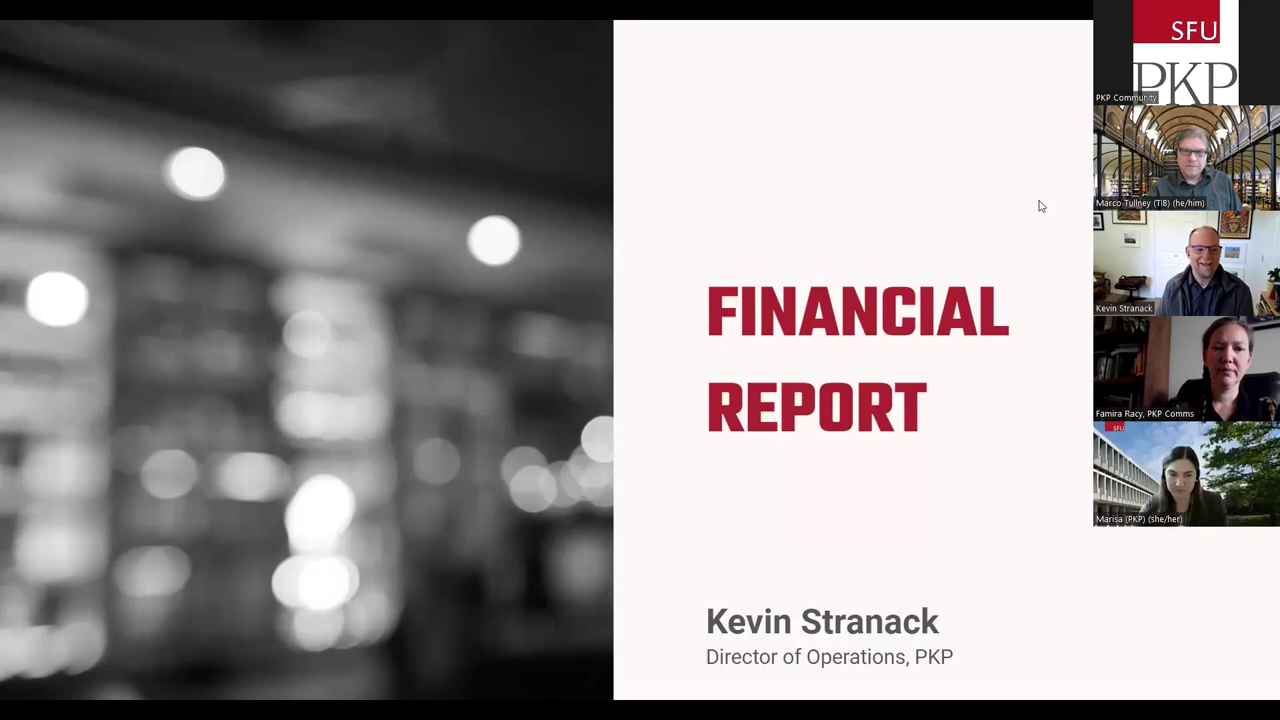 FINANCIAL
REPORT
Kevin Stranack
Director of Operations, PKP
SFU
PKP
PKP Community
Marco Tullney (TIB) (he/him)
Kevin Stranack
Famira Racy, PKP Comms
SFU
Marisa (PKP) (she/her)